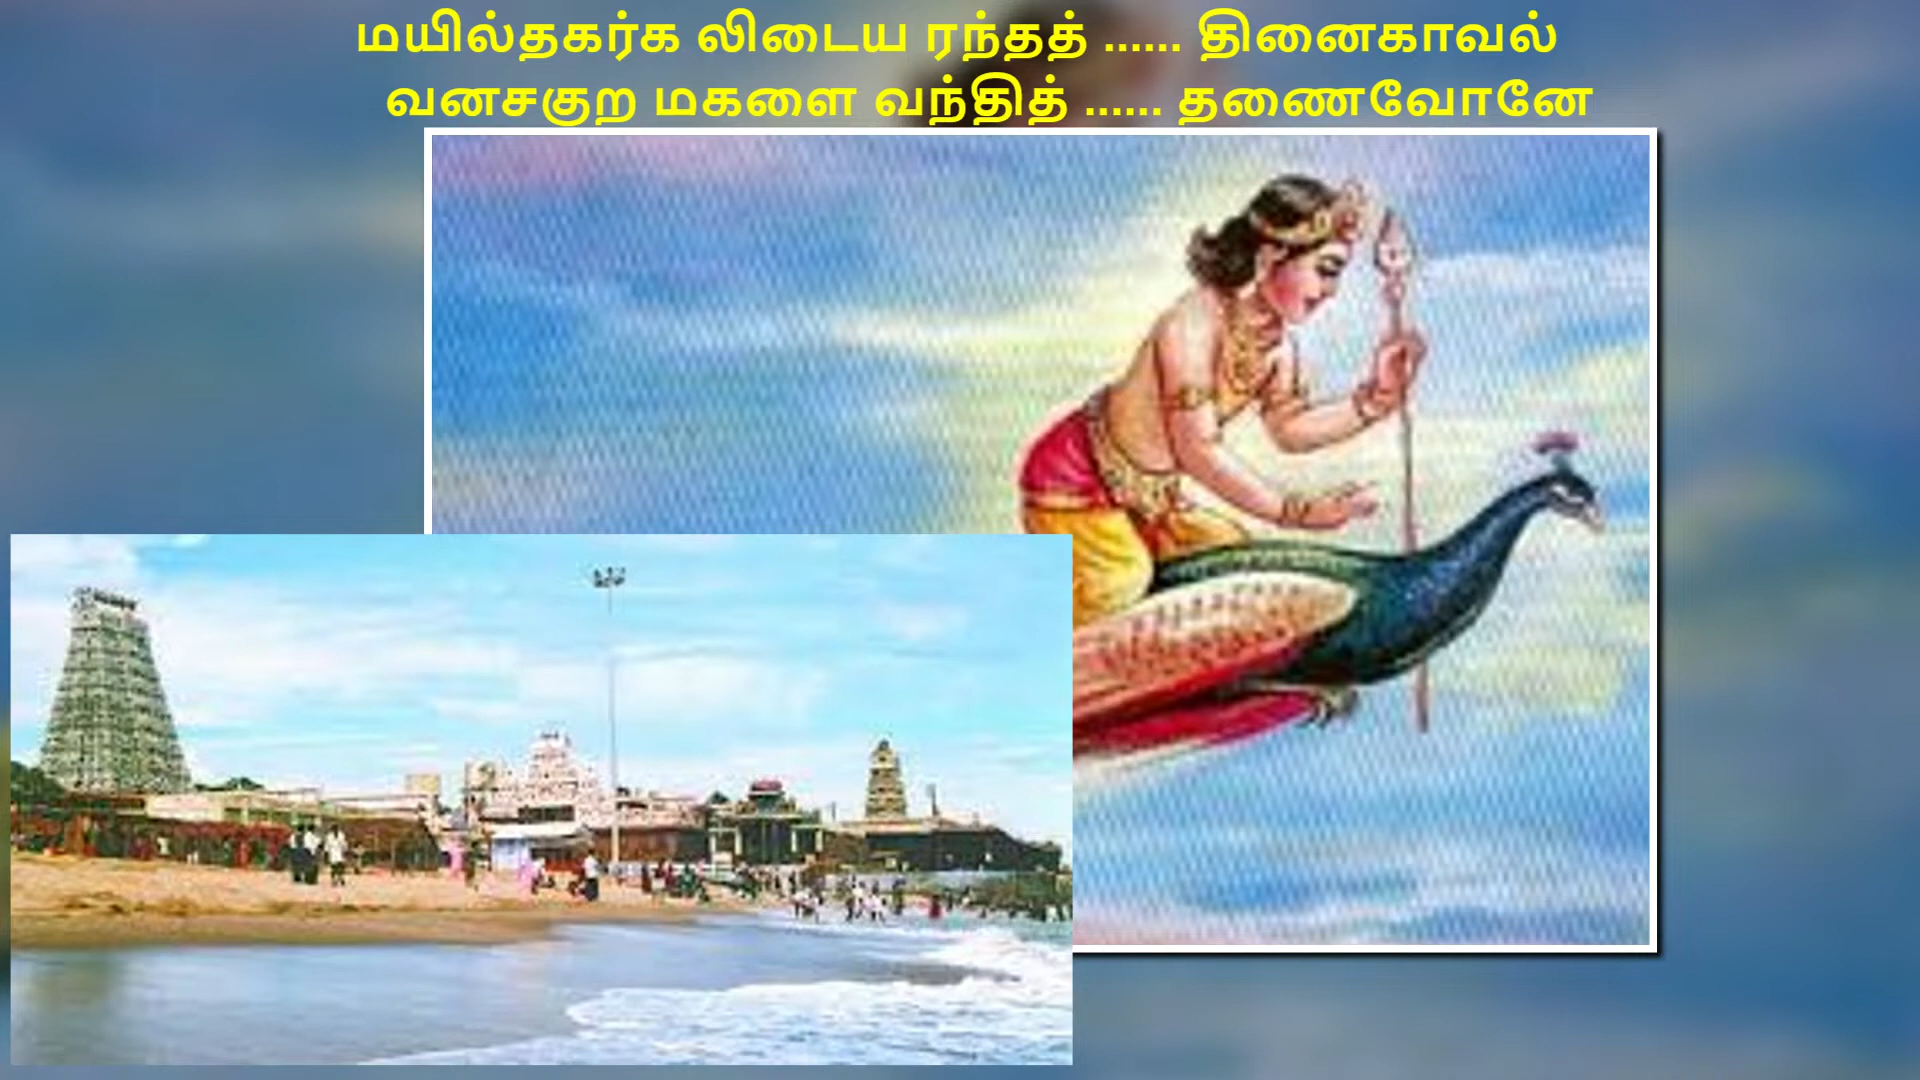 மயில்தகர்க லிடைய ரந்தத் ...... தினைகாவல்
வனசகுற மகளை வந்தித் ...... தணைவோனே